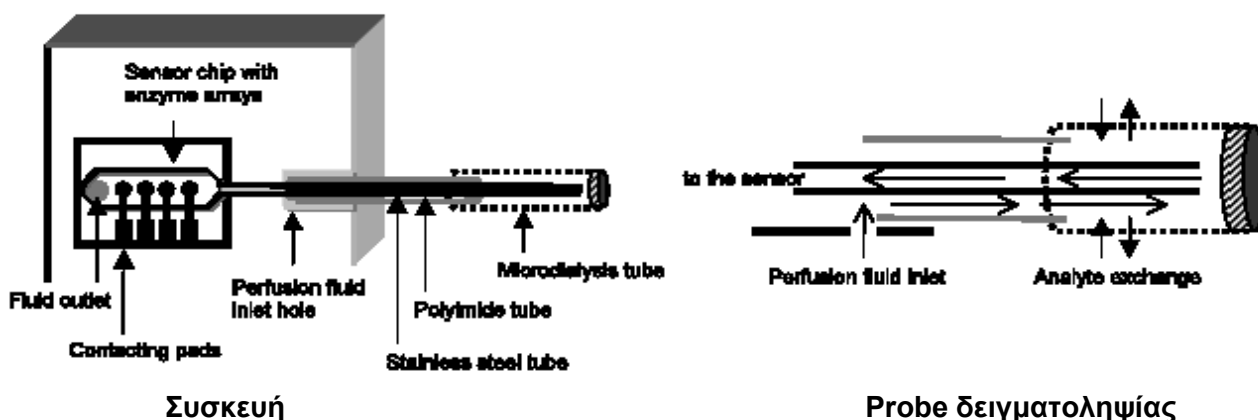 Sensor chip with
enzyme arrays
to the sensor
Fluid outlet
Perfusion fluid
inlet hole
Microdialysis tube
Polyimide tube
Contacting pads
Stainless steel tube
Perfusion fluid inlet
Analyte exchange
Συσκευή
Probe δειγματοληψίας